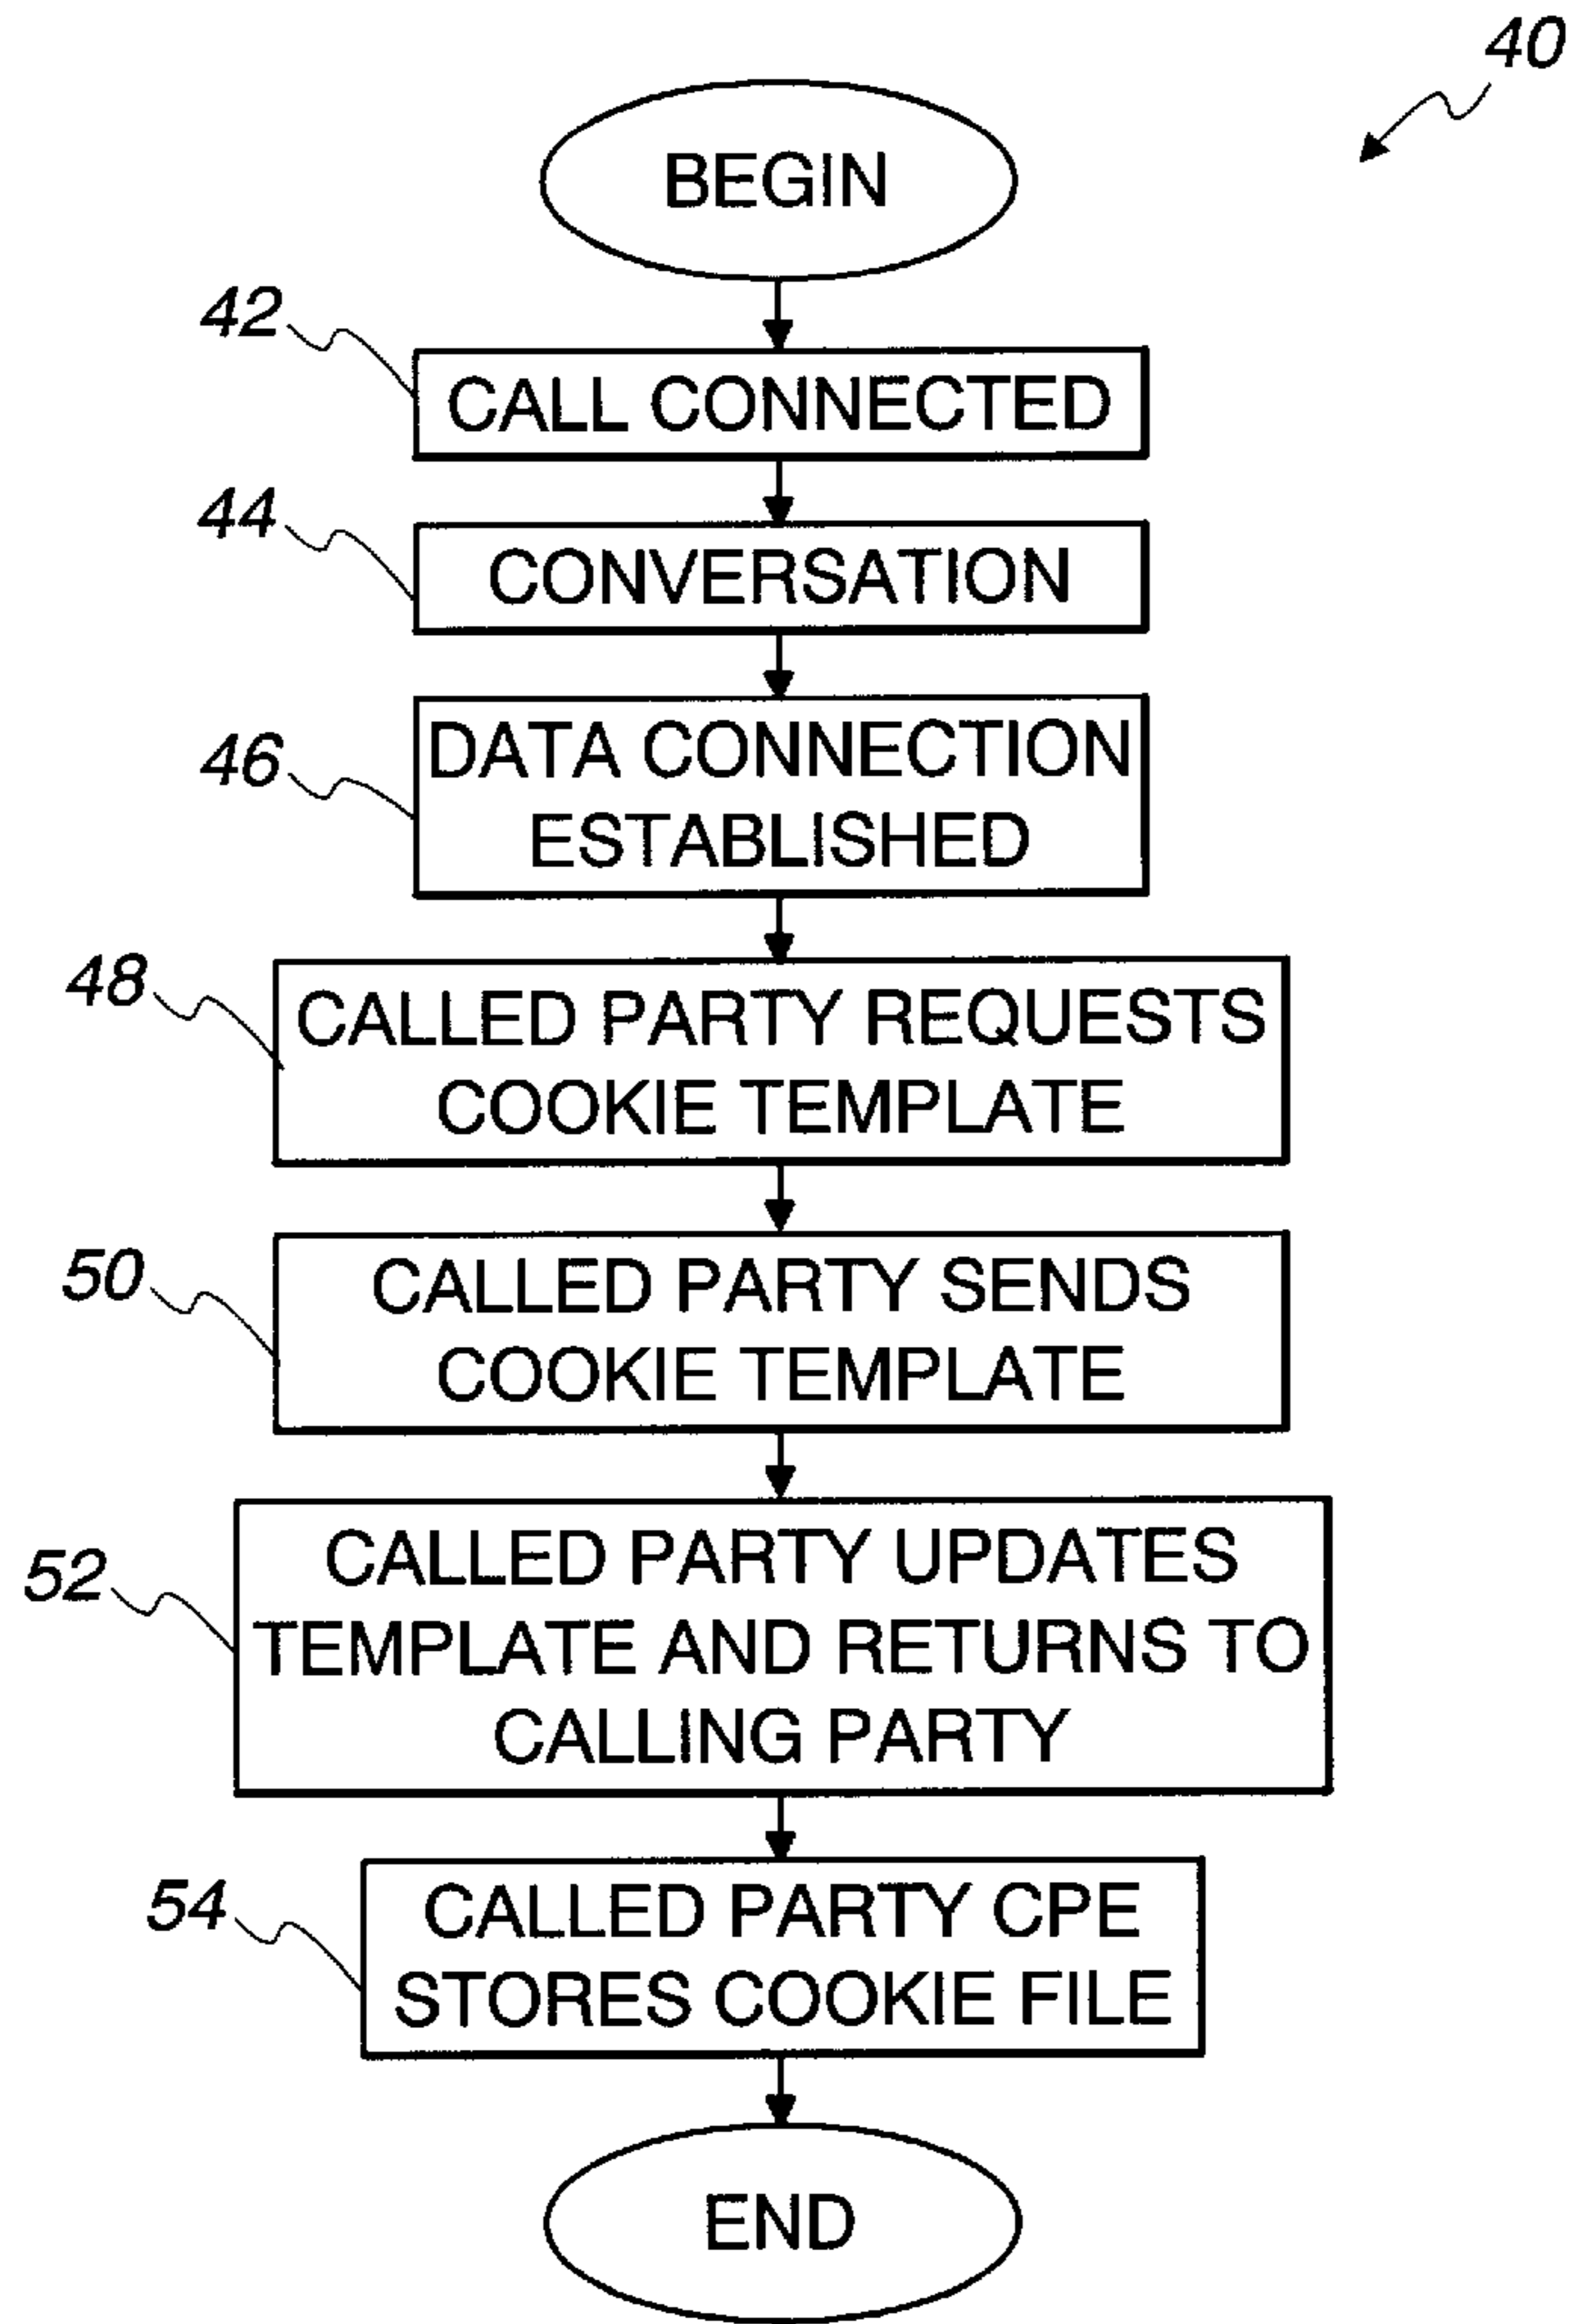 40
BEGIN
42
CALL CONNECTED
44
CONVERSATION
46
DATA CONNECTION
ESTABLISHED
48
CALLED PARTY REQUESTS
COOKIE TEMPLATE
50
CALLED PARTY SENDS
COOKIE TEMPLATE
52
CALLED PARTY UPDATES
TEMPLATE AND RETURNS TO
CALLING PARTY
54
CALLED PARTY CPE
STORES COOKIE FILE
END